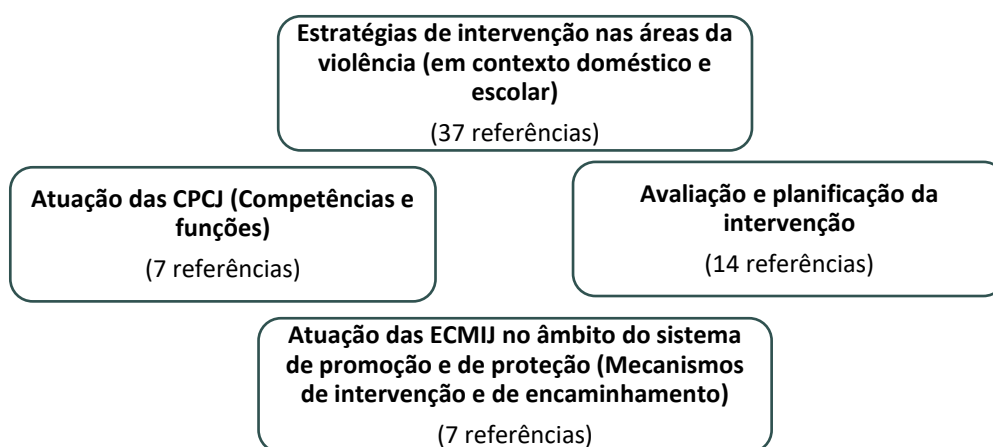 Estratégias de intervenção nas áreas da
violência (em contexto doméstico e
escolar)
(37 referências)
Atuação das CPCJ (Competências e
funções)
(7 referências)
Avaliação e planificação da
intervenção
(14 referências)
Atuação das ECMIJ no âmbito do sistema
de promoção e de proteção (Mecanismos
de intervenção e de encaminhamento)
(7 referências)